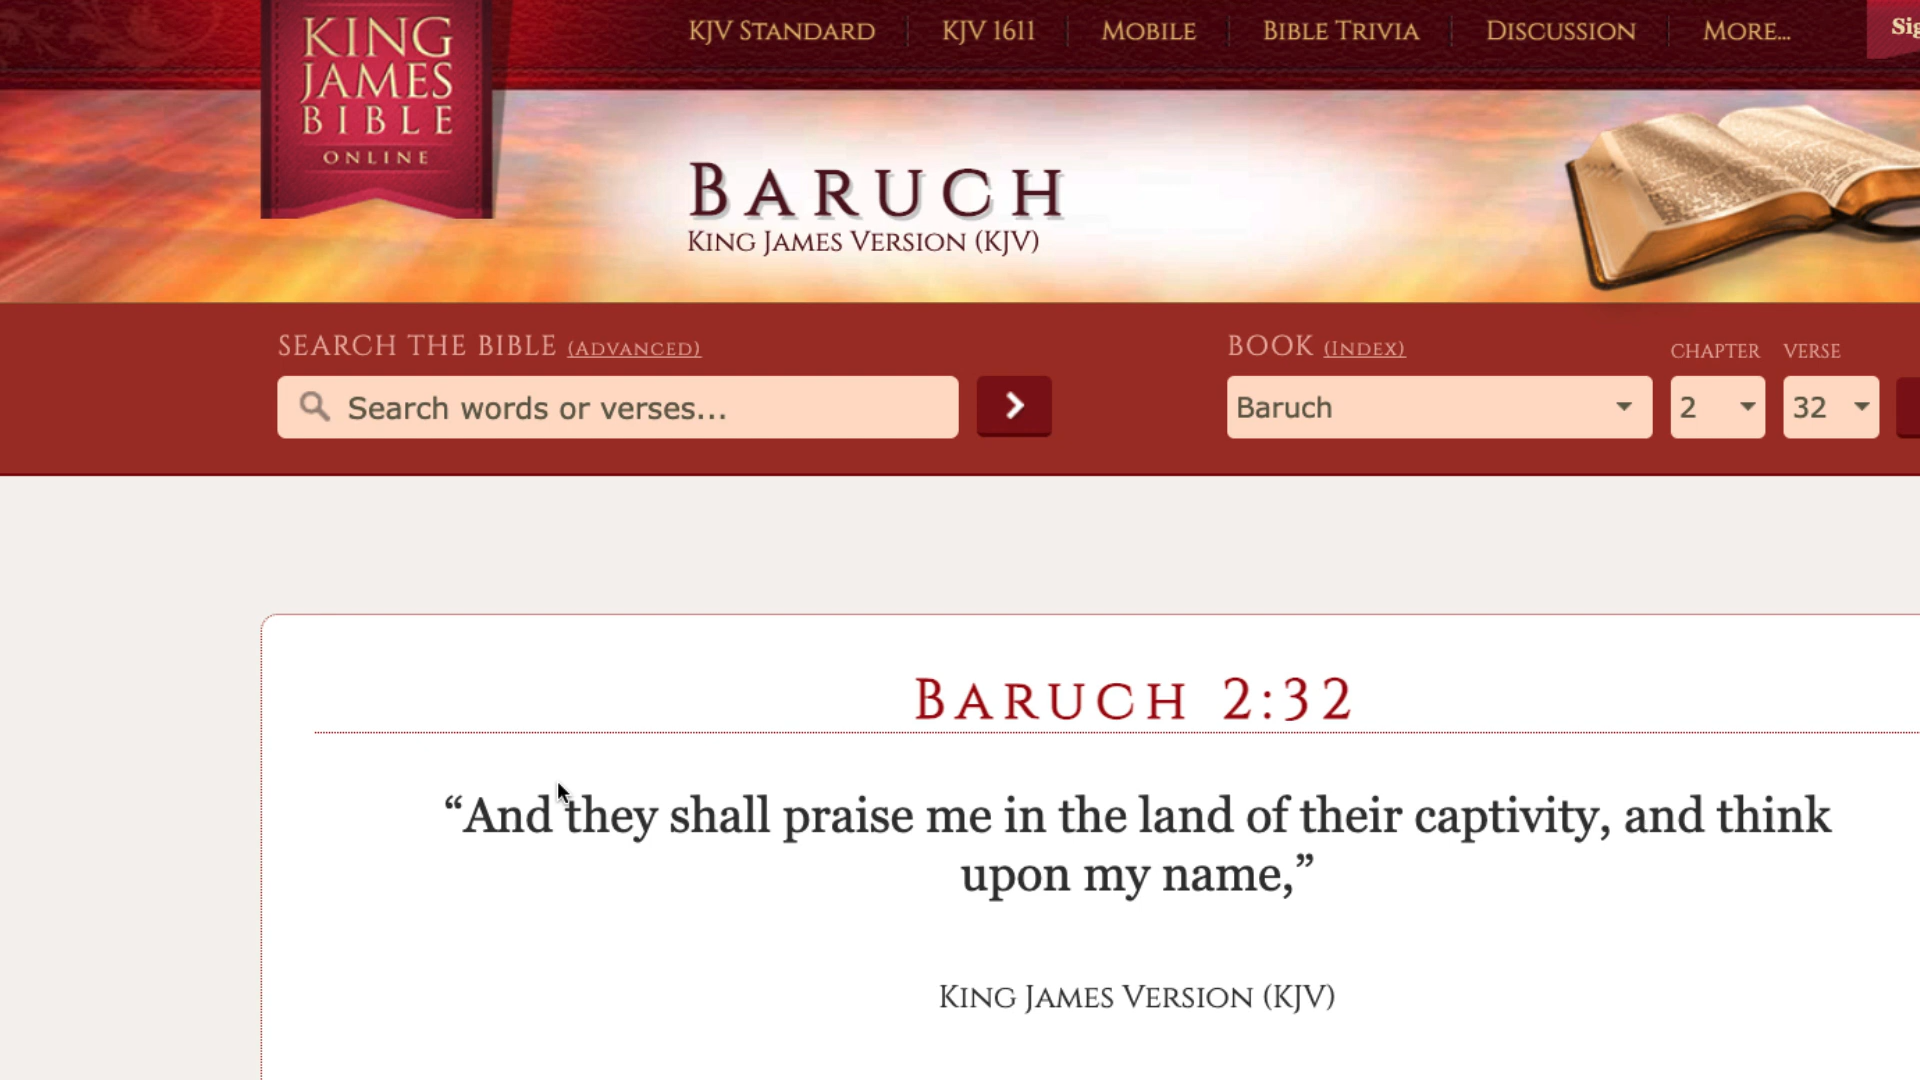 KING
JAMES
BIBLE
ONLINE
KJV STANDARD
KJV 1611
MOBILE
BIBLE TRIVIA
DISCUSSION
MORE...
BARUCH
KING JAMES VERSION (KJV)
SEARCH THE BIBLE (ADVANCED)
Search words or verses...
BOOK (INDEX)
CHAPTER
VERSE
Baruch
2
32
BARUCH 2:32
“And they shall praise me in the land of their captivity, and think
upon my name,”
KING JAMES VERSION (KJV)